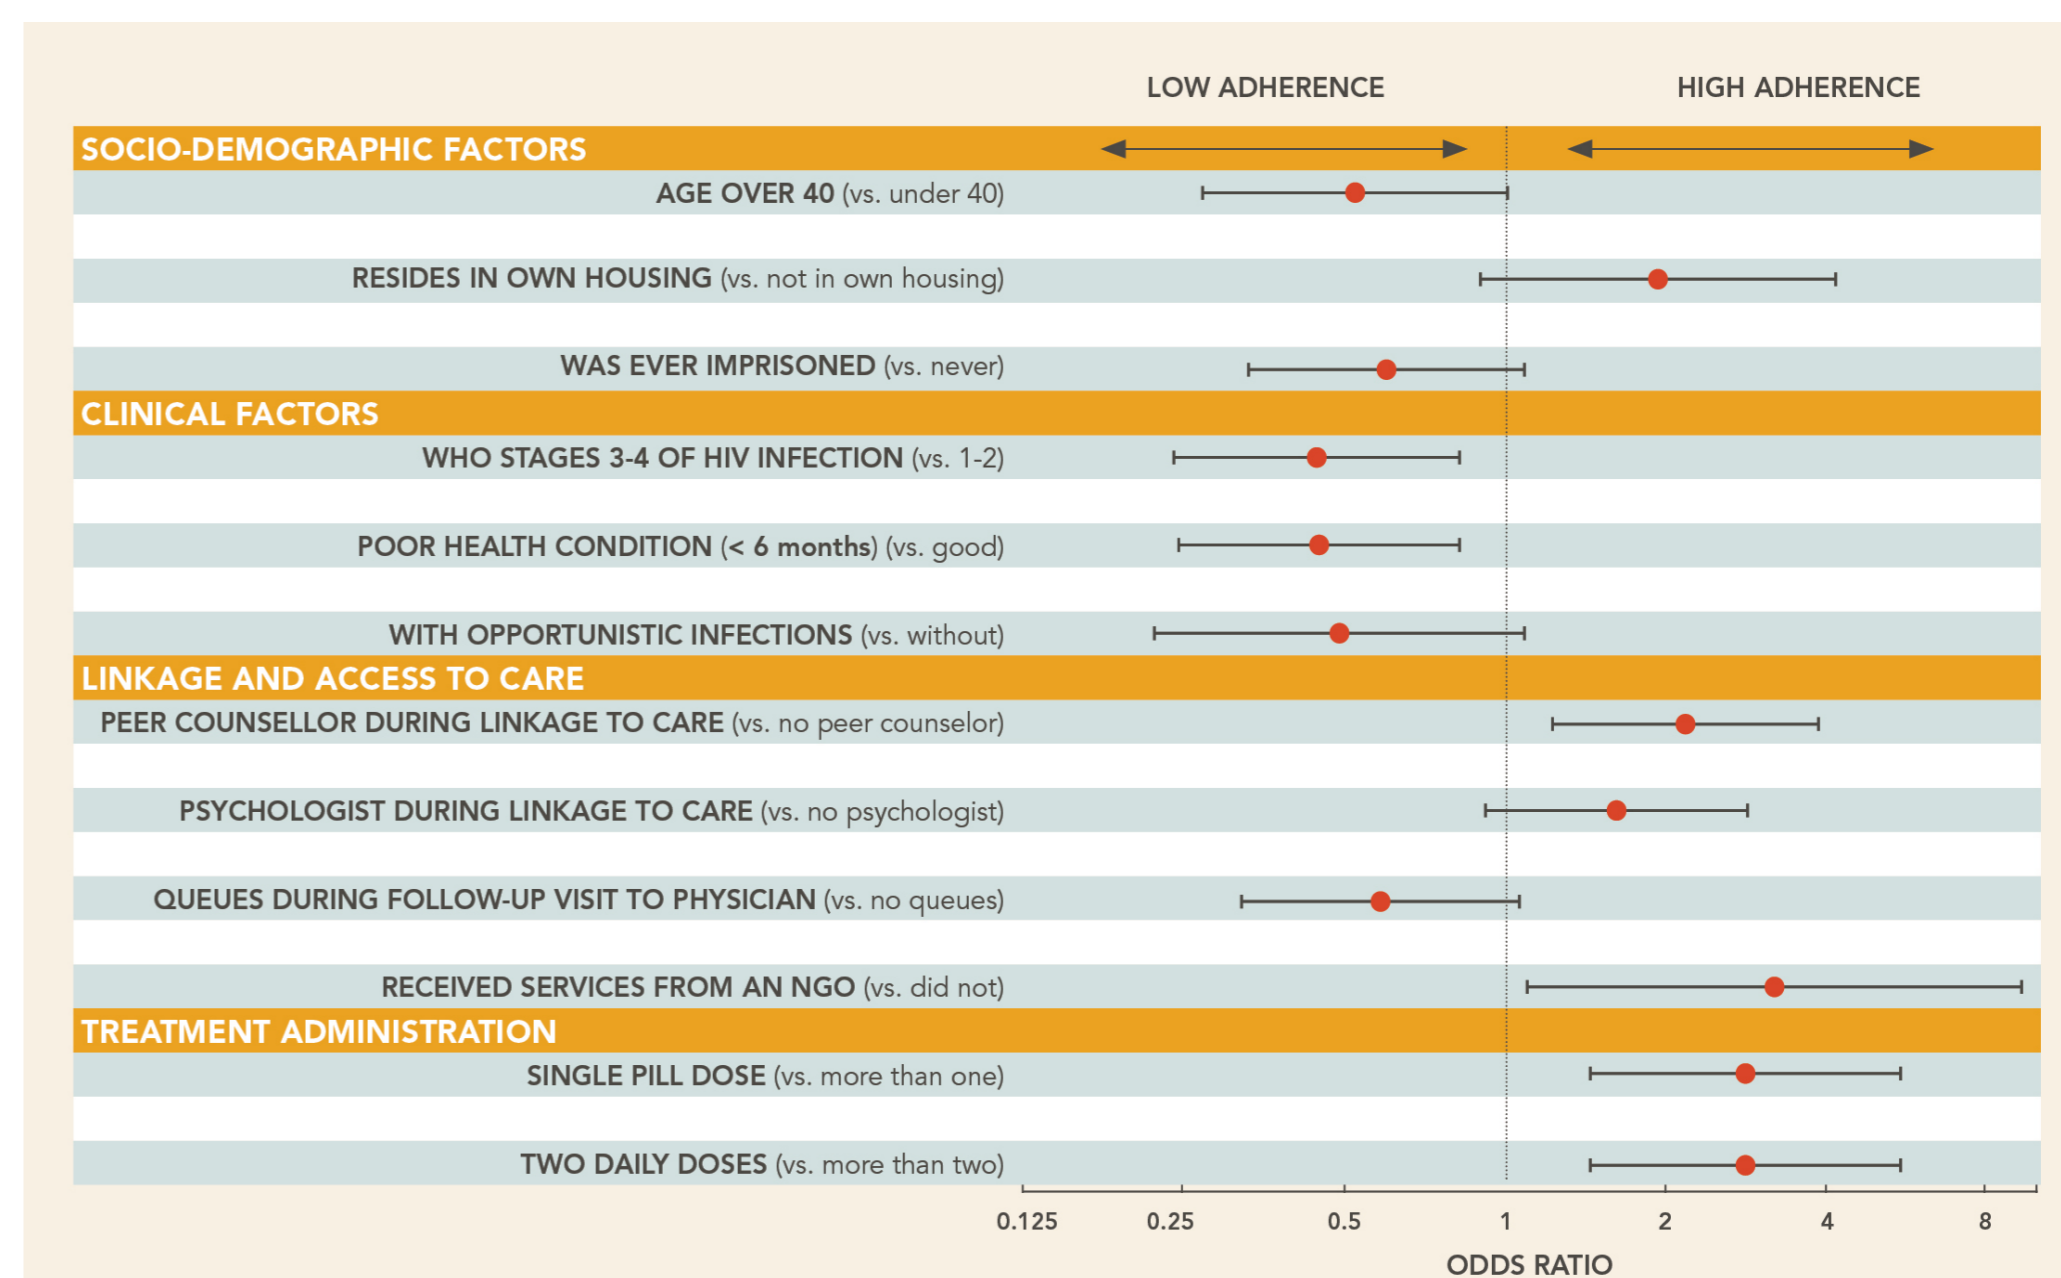 LOW ADHERENCE HIGH ADHERENCE
SOCIO-DEMOGRAPHIC FACTORS
AGE OVER 40 (vs. under 40)
RESIDES IN OWN HOUSING (vs. not in own housing)
WAS EVER IMPRISONED (vs. never)
CLINICAL FACTORS
WHO STAGES 3-4 OF HIV INFECTION (vs. 1-2)
POOR HEALTH CONDITION (< 6 months) (vs. good)
WITH OPPORTUNISTIC INFECTIONS (vs. without)
LINKAGE AND ACCESS TO CARE
PEER COUNSELLOR DURING LINKAGE TO CARE (vs. no peer counselor)
PSYCHOLOGIST DURING LINKAGE TO CARE (vs. no psychologist)
QUEUES DURING FOLLOW-UP VISIT TO PHYSICIAN (vs. no queues)
RECEIVED SERVICES FROM AN NGO (vs. did not)
TREATMENT ADMINISTRATION
SINGLE PILL DOSE (vs. more than one)
TWO DAILY DOSES (vs. more than two)
0.125 0.25 0.5 1 2 4 8
ODDS RATIO